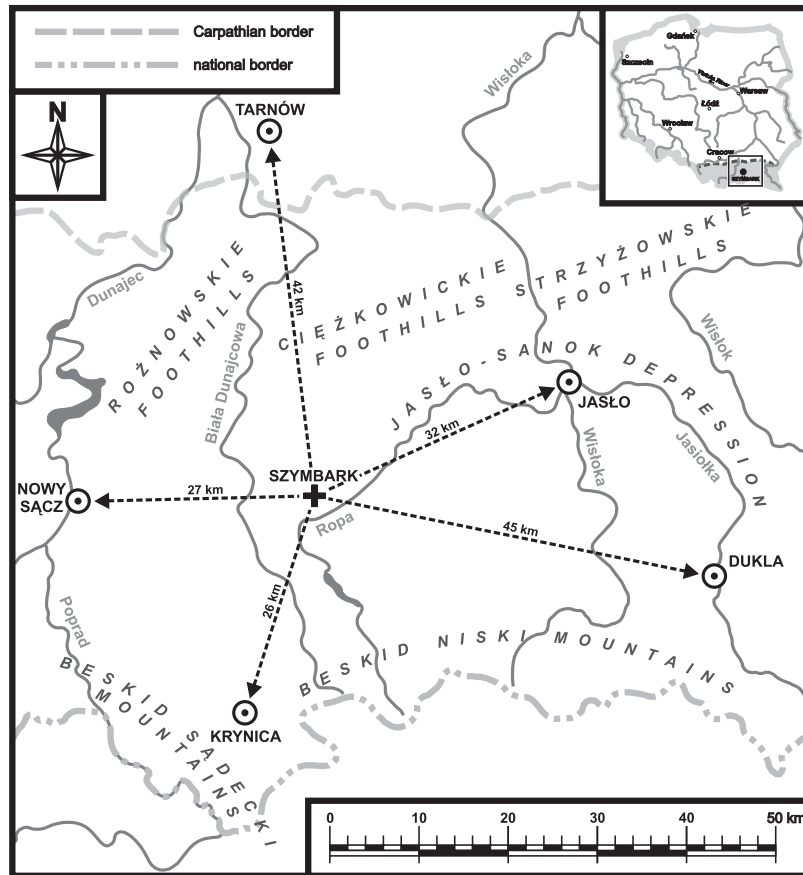 Carpathian border
national border
N
Gdańsk
Szczecin
Vistula River
Warsaw
Łódź
Wrocław
Cracow
SZYMBARK
TARNÓW
Wisłoka
Dunajec
ROŻNOWSKIE
FOOTHILLS
42 km
Biała Dunajcowa
CIĘŻKOWICKIE
FOOTHILLS
STRZYŻOWSKIE
FOOTHILLS
Wisłok
JASŁO-SANOK DEPRESSION
JASŁO
32 km
Wisłoka
Jasiołka
SZYMBARK
NOWY
SĄCZ
27 km
Ropa
45 km
DUKLA
26 km
Poprad
BESKID NISKI MOUNTAINS
BESKID SĄDECKI
MOUNTAINS
KRYNICA
0 10 20 30 40 50 km